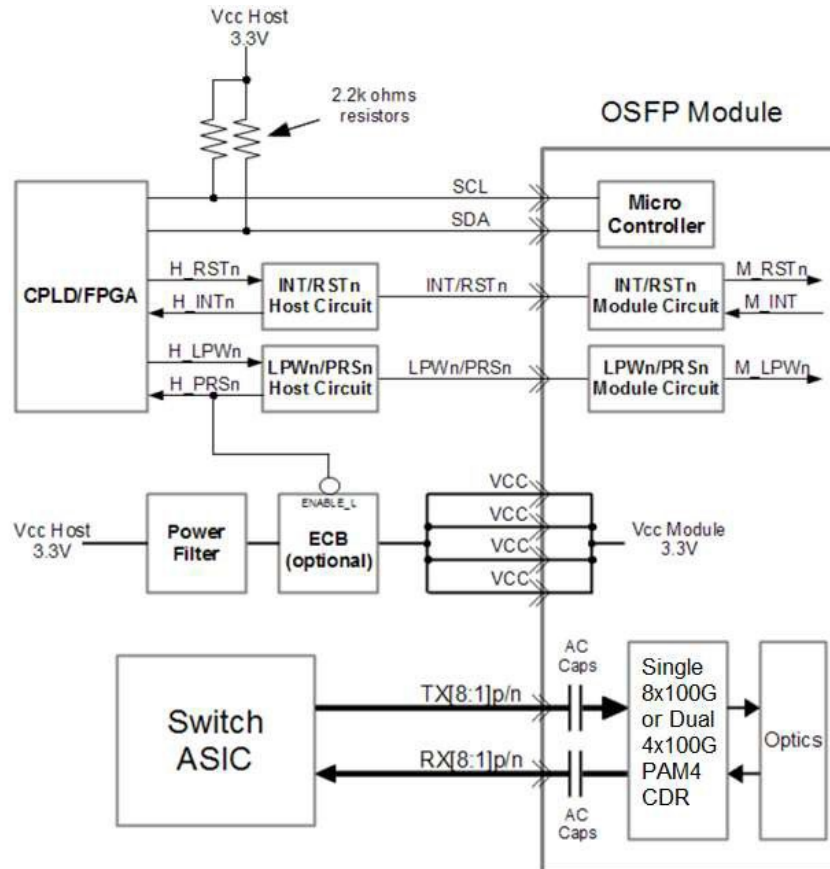 Vcc Host
3.3V
2.2k ohms
resistors
OSFP Module
SCL
SDA
Micro
Controller
CPLD/FPGA
H_RSTn
H_INTn
INT/RSTn
Host Circuit
INT/RSTn
INT/RSTn
Module Circuit
M_RSTn
M_INT
H_LPWn
H_PRSn
LPWn/PRSn
Host Circuit
LPWn/PRSn
LPWn/PRSn
Module Circuit
M_LPWn
Vcc Host
3.3V
Power
Filter
ENABLE_L
ECB
(optional)
VCC
VCC
VCC
VCC
Vcc Module
3.3V
Switch
ASIC
TX[8:1]p/n
RX[8:1]p/n
AC
Caps
AC
Caps
Single
8x100G
or Dual
4x100G
PAM4
CDR
Optics